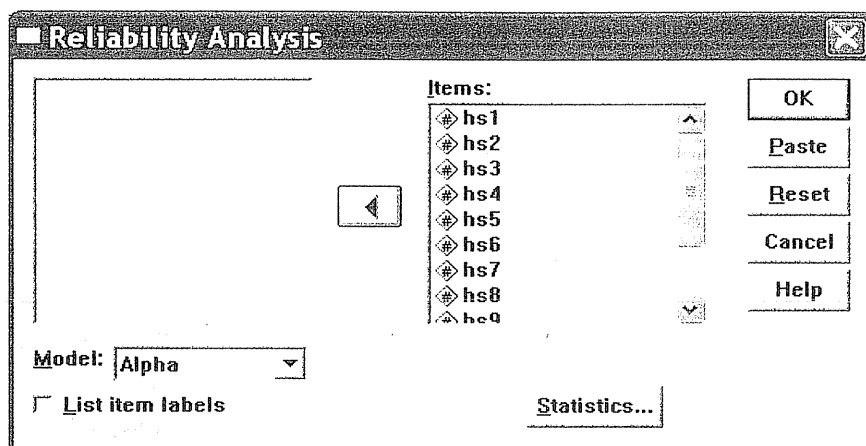 Reliability Analysis
Items:
hs1
hs2
hs3
hs4
hs5
hs6
hs7
hs8
hs9
OK
Paste
Reset
Cancel
Help
Model: Alpha
List item labels
Statistics...